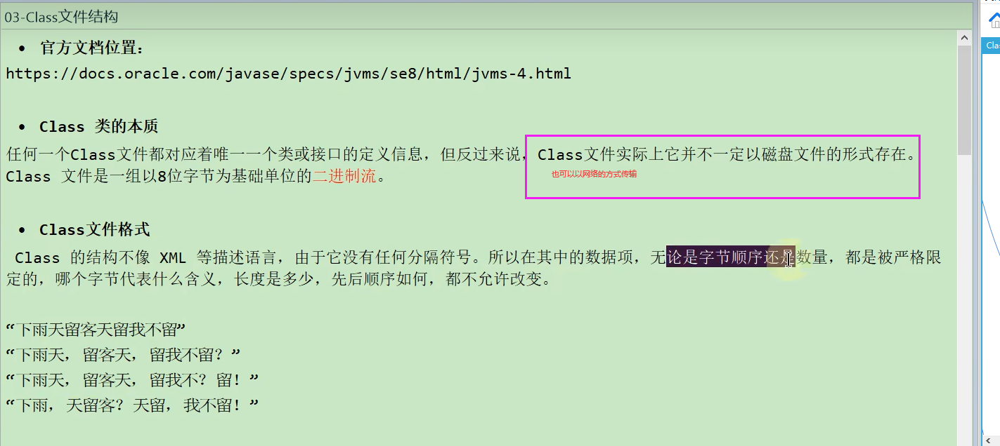 03-Class文件结构
• 官方文档位置：
https://docs.oracle.com/javase/specs/jvms/se8/html/jvms-4.html
• Class 类的本质
任何一个Class文件都对应着唯一一个类或接口的定义信息，但反过来说，Class文件实际上它并不一定以磁盘文件的形式存在。
Class 文件是一组以8位字节为基础单位的二进制流。
也可以以网络的方式传输
• Class文件格式
Class 的结构不像 XML 等描述语言，由于它没有任何分隔符号。所以在其中的数据项，无论是字节顺序还是数量，都是被严格限
定的，哪个字节代表什么含义，长度是多少，先后顺序如何，都不允许改变。
“下雨天留客天留我不留”
“下雨天，留客天，留我不留？”
“下雨天，留客天，留我不？留！”
“下雨，天留客？天留，我不留！”
Cla